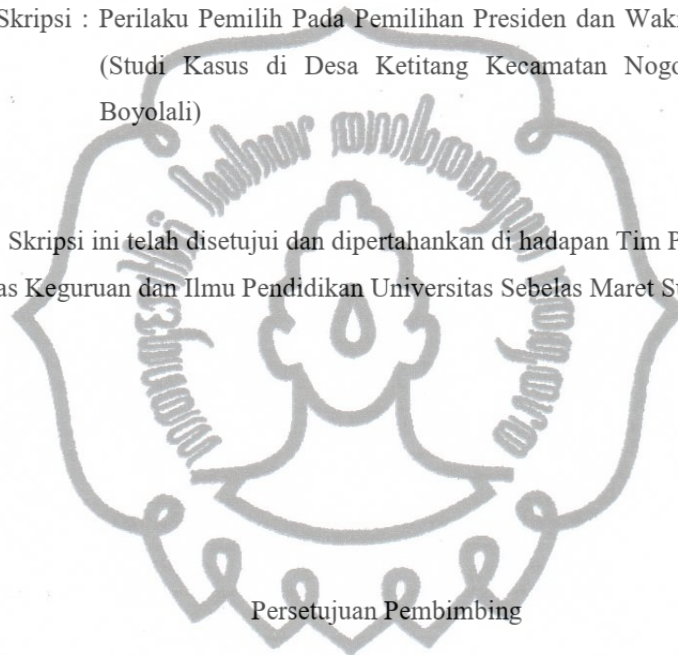 Skripsi : Perilaku Pemilih Pada Pemilihan Presiden dan Wak
(Studi Kasus di Desa Ketitang Kecamatan Nogo
Boyolali)
Skripsi ini telah disetujui dan dipertahankan di hadapan Tim P
as Keguruan dan Ilmu Pendidikan Universitas Sebelas Maret Su
Persetujuan Pembimbing